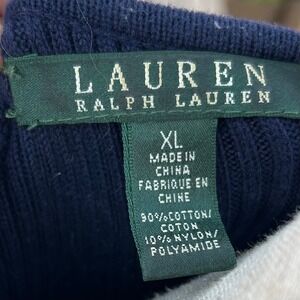 LAUREN
RALPH LAUREN
XL
MADE IN
CHINA
FABRIQUE EN
CHINE
90%COTTON/
COTON
10%NYLON/
POLYAMIDE